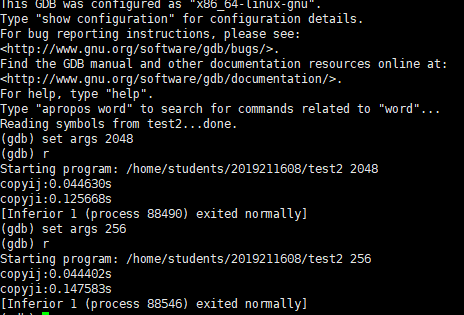 This GDB was configured as "x86_64-linux-gnu".
Type "show configuration" for configuration details.
For bug reporting instructions, please see:
<http://www.gnu.org/software/gdb/bugs/>.
Find the GDB manual and other documentation resources online at:
<http://www.gnu.org/software/gdb/documentation/>.
For help, type "help".
Type "apropos word" to search for commands related to "word"...
Reading symbols from test2...done.
(gdb) set args 2048
(gdb) r
Starting program: /home/students/2019211608/test2 2048
copyij:0.044630s
copyji:0.125668s
[Inferior 1 (process 88490) exited normally]
(gdb) set args 256
(gdb) r
Starting program: /home/students/2019211608/test2 256
copyij:0.044402s
copyji:0.147583s
[Inferior 1 (process 88546) exited normally]